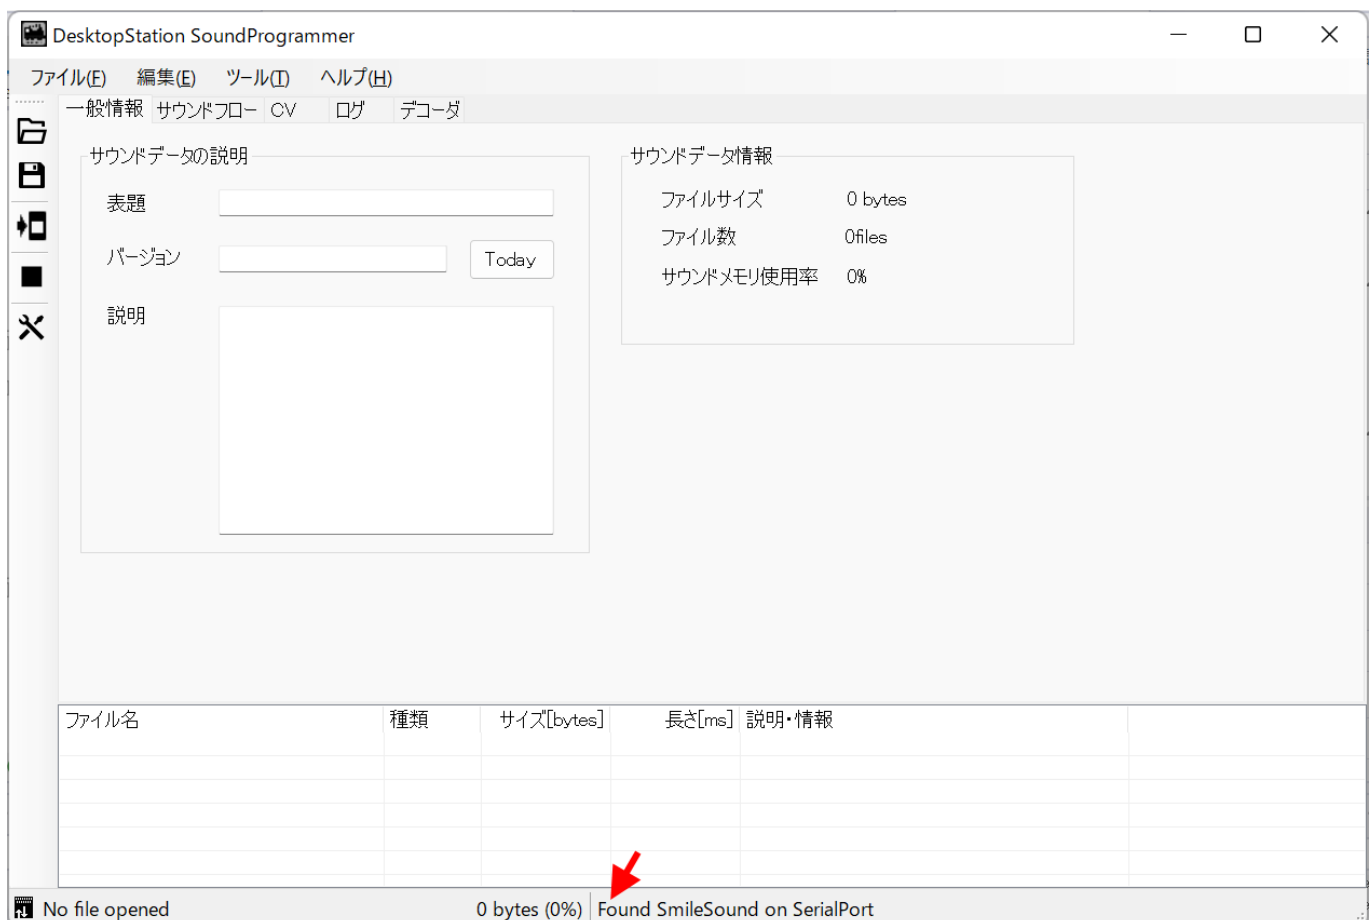 DesktopStation SoundProgrammer
ファイル(F) 編集(E) ツール(T) ヘルプ(H)
一般情報 サウンドフロー CV ログ デコーダ
サウンドデータの説明
表題
バージョン Today
説明
サウンドデータ情報
ファイルサイズ 0 bytes
ファイル数 0files
サウンドメモリ使用率 0%
ファイル名 種類 サイズ[bytes] 長さ[ms] 説明・情報
No file opened 0 bytes (0%) Found SmileSound on SerialPort